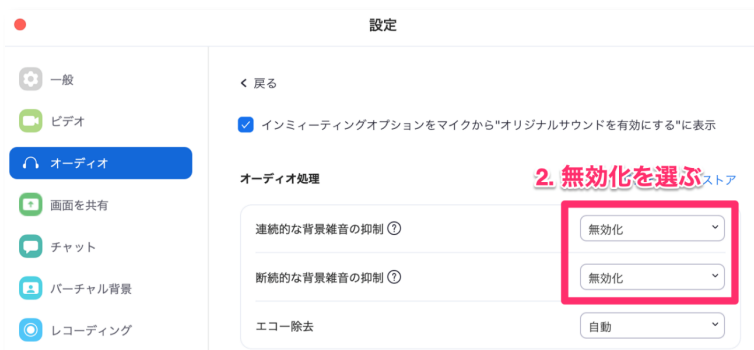 設定
一般
ビデオ
オーディオ
画面を共有
チャット
バーチャル背景
レコーディング
戻る
インミィーティングオプションをマイクから"オリジナルサウンドを有効にする"に表示
オーディオ処理
2. 無効化を選ぶ
ストア
連続的な背景雑音の抑制 ?
無効化
断続的な背景雑音の抑制 ?
無効化
エコー除去
自動